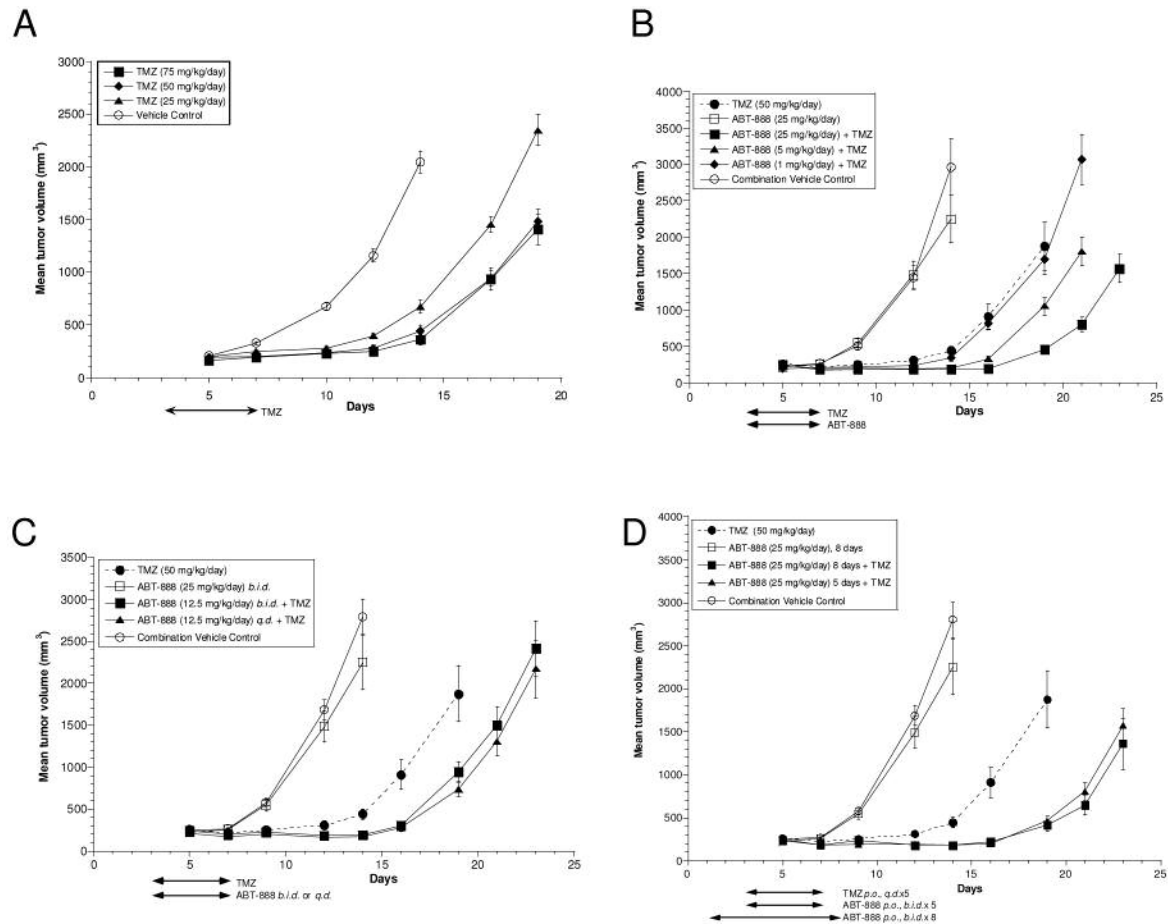 A
3000
2500
2000
1500
1000
500
0
Mean tumor volume (mm³)
TMZ (75 mg/kg/day)
TMZ (50 mg/kg/day)
TMZ (25 mg/kg/day)
Vehicle Control
0 5 10 15 20
Days
TMZ
B
4000
3500
3000
2500
2000
1500
1000
500
0
Mean tumor volume (mm³)
TMZ (50 mg/kg/day)
ABT-888 (25 mg/kg/day)
ABT-888 (25 mg/kg/day) + TMZ
ABT-888 (5 mg/kg/day) + TMZ
ABT-888 (1 mg/kg/day) + TMZ
Combination Vehicle Control
0 5 10 15 20 25
Days
TMZ
ABT-888
C
3500
3000
2500
2000
1500
1000
500
0
Mean tumor volume (mm³)
TMZ (50 mg/kg/day)
ABT-888 (25 mg/kg/day) b.i.d.
ABT-888 (12.5 mg/kg/day) b.i.d. + TMZ
ABT-888 (12.5 mg/kg/day) q.d. + TMZ
Combination Vehicle Control
0 5 10 15 20 25
Days
TMZ
ABT-888 b.i.d. or q.d.
D
4000
3500
3000
2500
2000
1500
1000
500
0
Mean tumor volume (mm³)
TMZ (50 mg/kg/day)
ABT-888 (25 mg/kg/day), 8 days
ABT-888 (25 mg/kg/day) 8 days + TMZ
ABT-888 (25 mg/kg/day) 5 days + TMZ
Combination Vehicle Control
0 5 10 15 20 25
Days
TMZ p.o., q.d.x5
ABT-888 p.o., b.i.d.x 5
ABT-888 p.o., b.i.d.x 8